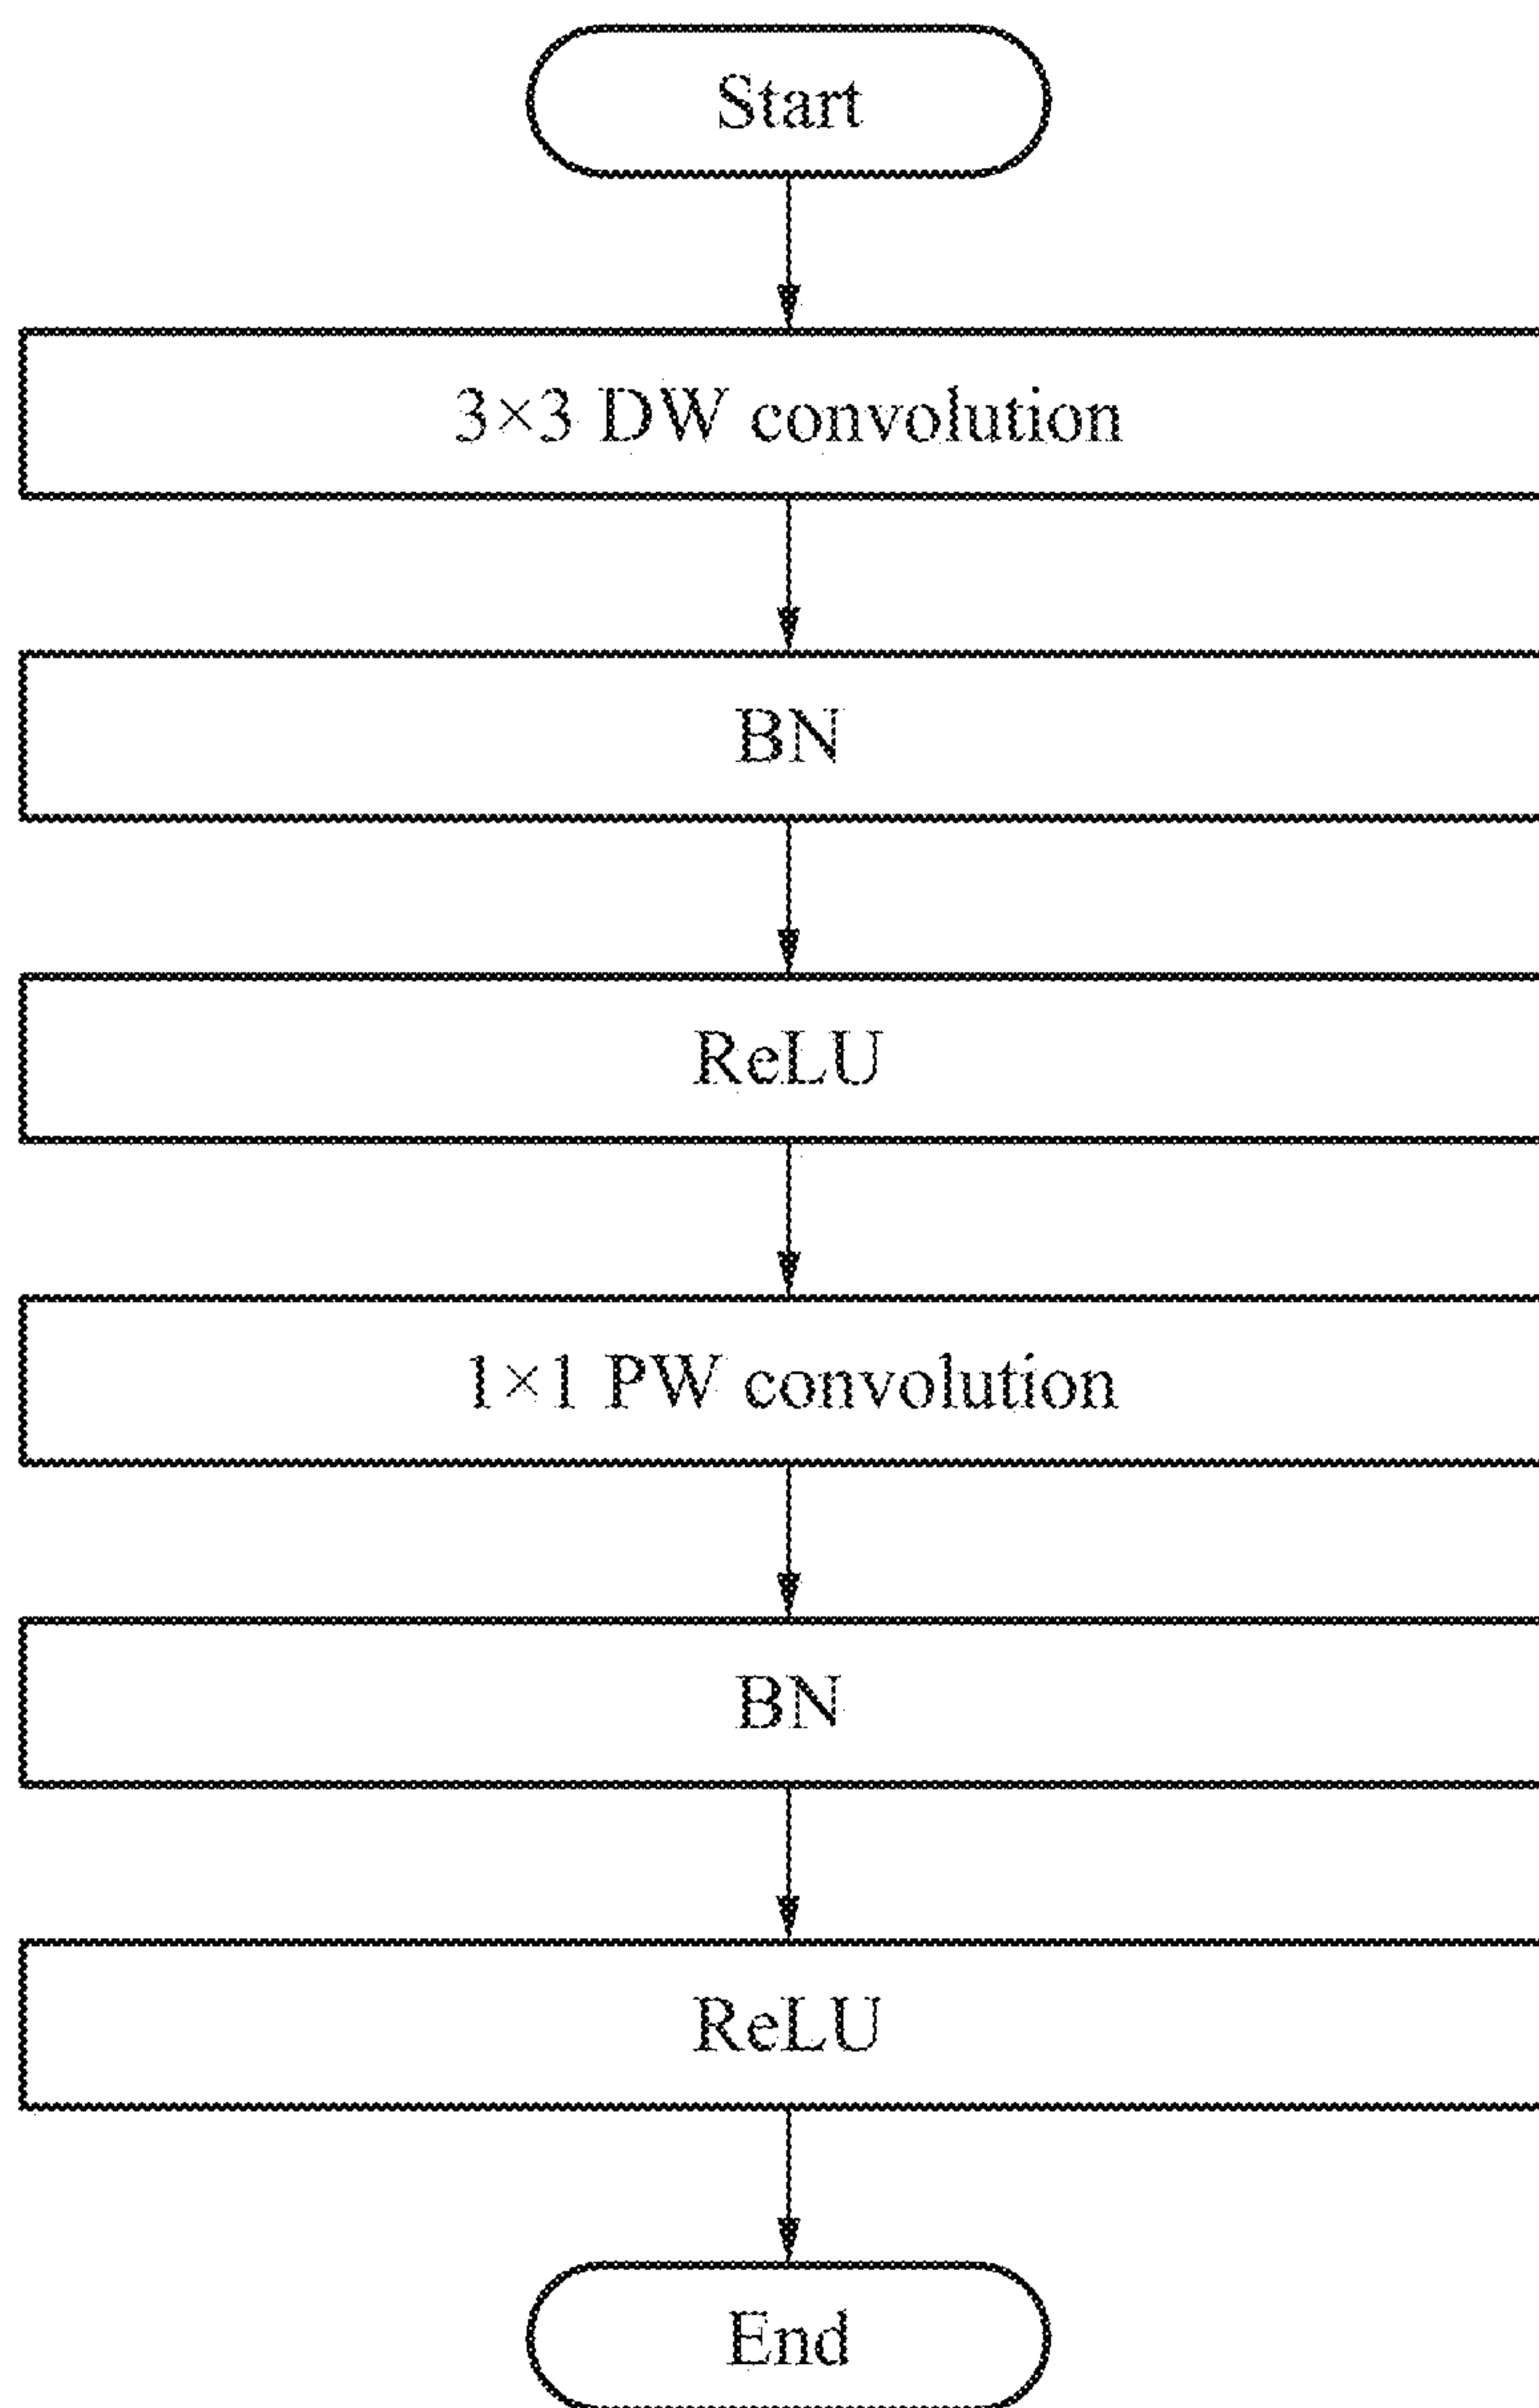 Start
3×3 DW convolution
BN
ReLU
1×1 PW convolution
BN
ReLU
End